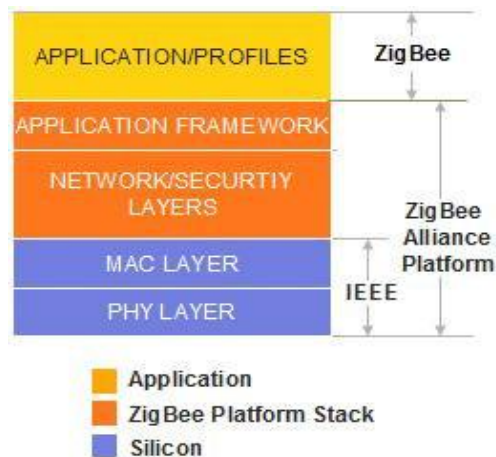 APPLICATION/PROFILES
ZigBee
APPLICATION FRAMEWORK
NETWORK/SECURTIY
LAYERS
ZigBee
Alliance
Platform
MAC LAYER
IEEE
PHY LAYER
Application
ZigBee Platform Stack
Silicon